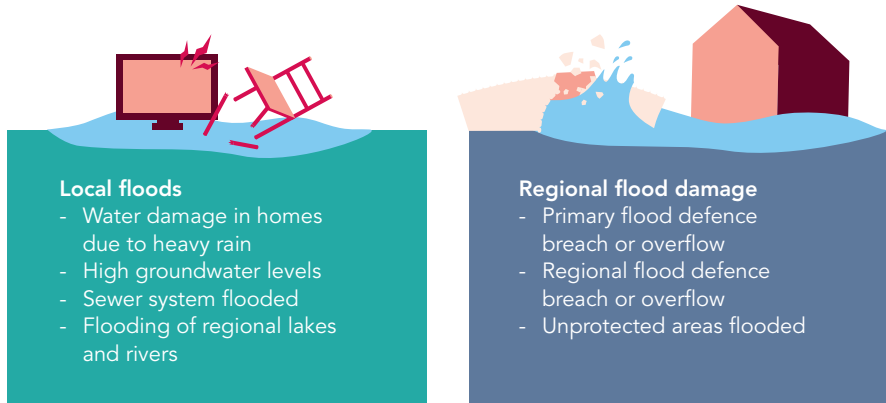 Local floods
- Water damage in homes
due to heavy rain
- High groundwater levels
- Sewer system flooded
- Flooding of regional lakes
and rivers
Regional flood damage
- Primary flood defence
breach or overflow
- Regional flood defence
breach or overflow
- Unprotected areas flooded